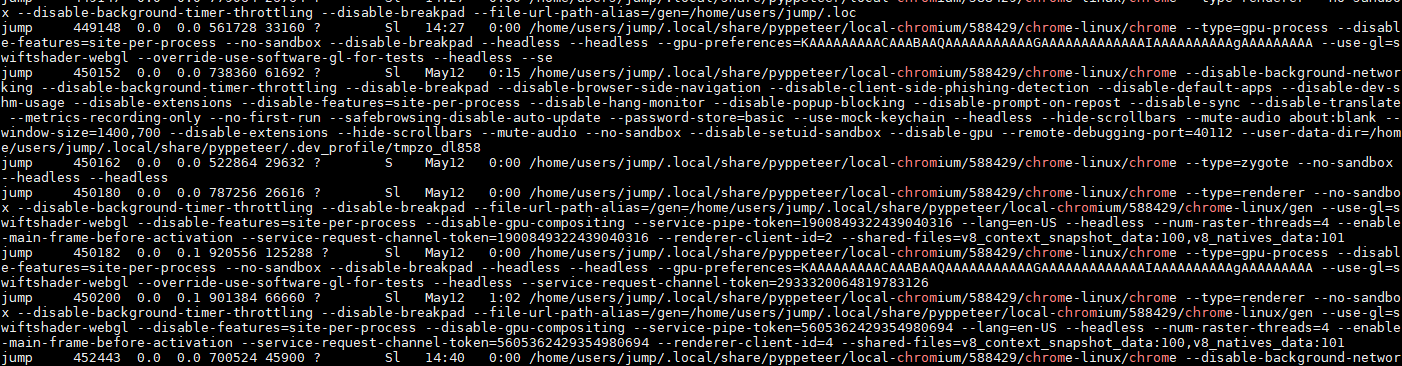 x --disable-background-timer-throttling --disable-breakpad --file-url-path-alias=/gen=/home/users/jump/.loc
jump 449148 0.0 0.0 561728 33160 ? Sl 14:27 0:00 /home/users/jump/.local/share/pyppeteer/local-chromium/588429/chrome-linux/chrome --type=gpu-process --disabl
e-features=site-per-process --no-sandbox --disable-breakpad --headless --headless --gpu-preferences=KAAAAAAAAACAAABAAQAAAAAAAAAAAGAAAAAAAAAAAAAAIAAAAAAAAAAgAAAAAAAAA --use-gl=s
wiftshader-webgl --override-use-software-gl-for-tests --headless --se
jump 450152 0.0 0.0 738360 61692 ? Sl May12 0:15 /home/users/jump/.local/share/pyppeteer/local-chromium/588429/chrome-linux/chrome --disable-background-networ
king --disable-background-timer-throttling --disable-breakpad --disable-browser-side-navigation --disable-client-side-phishing-detection --disable-default-apps --disable-dev-s
hm-usage --disable-extensions --disable-features=site-per-process --disable-hang-monitor --disable-popup-blocking --disable-prompt-on-repost --disable-sync --disable-translate
--metrics-recording-only --no-first-run --safebrowsing-disable-auto-update --password-store=basic --use-mock-keychain --headless --hide-scrollbars --mute-audio about:blank --
window-size=1400,700 --disable-extensions --hide-scrollbars --mute-audio --no-sandbox --disable-setuid-sandbox --disable-gpu --remote-debugging-port=40112 --user-data-dir=/hom
e/users/jump/.local/share/pyppeteer/.dev_profile/tmpzo_dl858
jump 450162 0.0 0.0 522864 29632 ? S May12 0:00 /home/users/jump/.local/share/pyppeteer/local-chromium/588429/chrome-linux/chrome --type=zygote --no-sandbox
--headless --headless
jump 450180 0.0 0.0 787256 26616 ? Sl May12 0:00 /home/users/jump/.local/share/pyppeteer/local-chromium/588429/chrome-linux/chrome --type=renderer --no-sandbo
x --disable-background-timer-throttling --disable-breakpad --file-url-path-alias=/gen=/home/users/jump/.local/share/pyppeteer/local-chromium/588429/chrome-linux/gen --use-gl=s
wiftshader-webgl --disable-features=site-per-process --disable-gpu-compositing --service-pipe-token=1900849322439040316 --lang=en-US --headless --num-raster-threads=4 --enable
-main-frame-before-activation --service-request-channel-token=1900849322439040316 --renderer-client-id=2 --shared-files=v8_context_snapshot_data:100,v8_natives_data:101
jump 450182 0.0 0.1 920556 125288 ? Sl May12 0:00 /home/users/jump/.local/share/pyppeteer/local-chromium/588429/chrome-linux/chrome --type=gpu-process --disabl
e-features=site-per-process --no-sandbox --disable-breakpad --headless --headless --gpu-preferences=KAAAAAAAAACAAABAAQAAAAAAAAAAAGAAAAAAAAAAAAAAIAAAAAAAAAAgAAAAAAAAA --use-gl=s
wiftshader-webgl --override-use-software-gl-for-tests --headless --service-request-channel-token=2933320064819783126
jump 450200 0.0 0.1 901384 66660 ? Sl May12 1:02 /home/users/jump/.local/share/pyppeteer/local-chromium/588429/chrome-linux/chrome --type=renderer --no-sandbo
x --disable-background-timer-throttling --disable-breakpad --file-url-path-alias=/gen=/home/users/jump/.local/share/pyppeteer/local-chromium/588429/chrome-linux/gen --use-gl=s
wiftshader-webgl --disable-features=site-per-process --disable-gpu-compositing --service-pipe-token=5605362429354980694 --lang=en-US --headless --num-raster-threads=4 --enable
-main-frame-before-activation --service-request-channel-token=5605362429354980694 --renderer-client-id=4 --shared-files=v8_context_snapshot_data:100,v8_natives_data:101
jump 452443 0.0 0.0 700524 45900 ? Sl 14:40 0:00 /home/users/jump/.local/share/pyppeteer/local-chromium/588429/chrome-linux/chrome --disable-background-networ